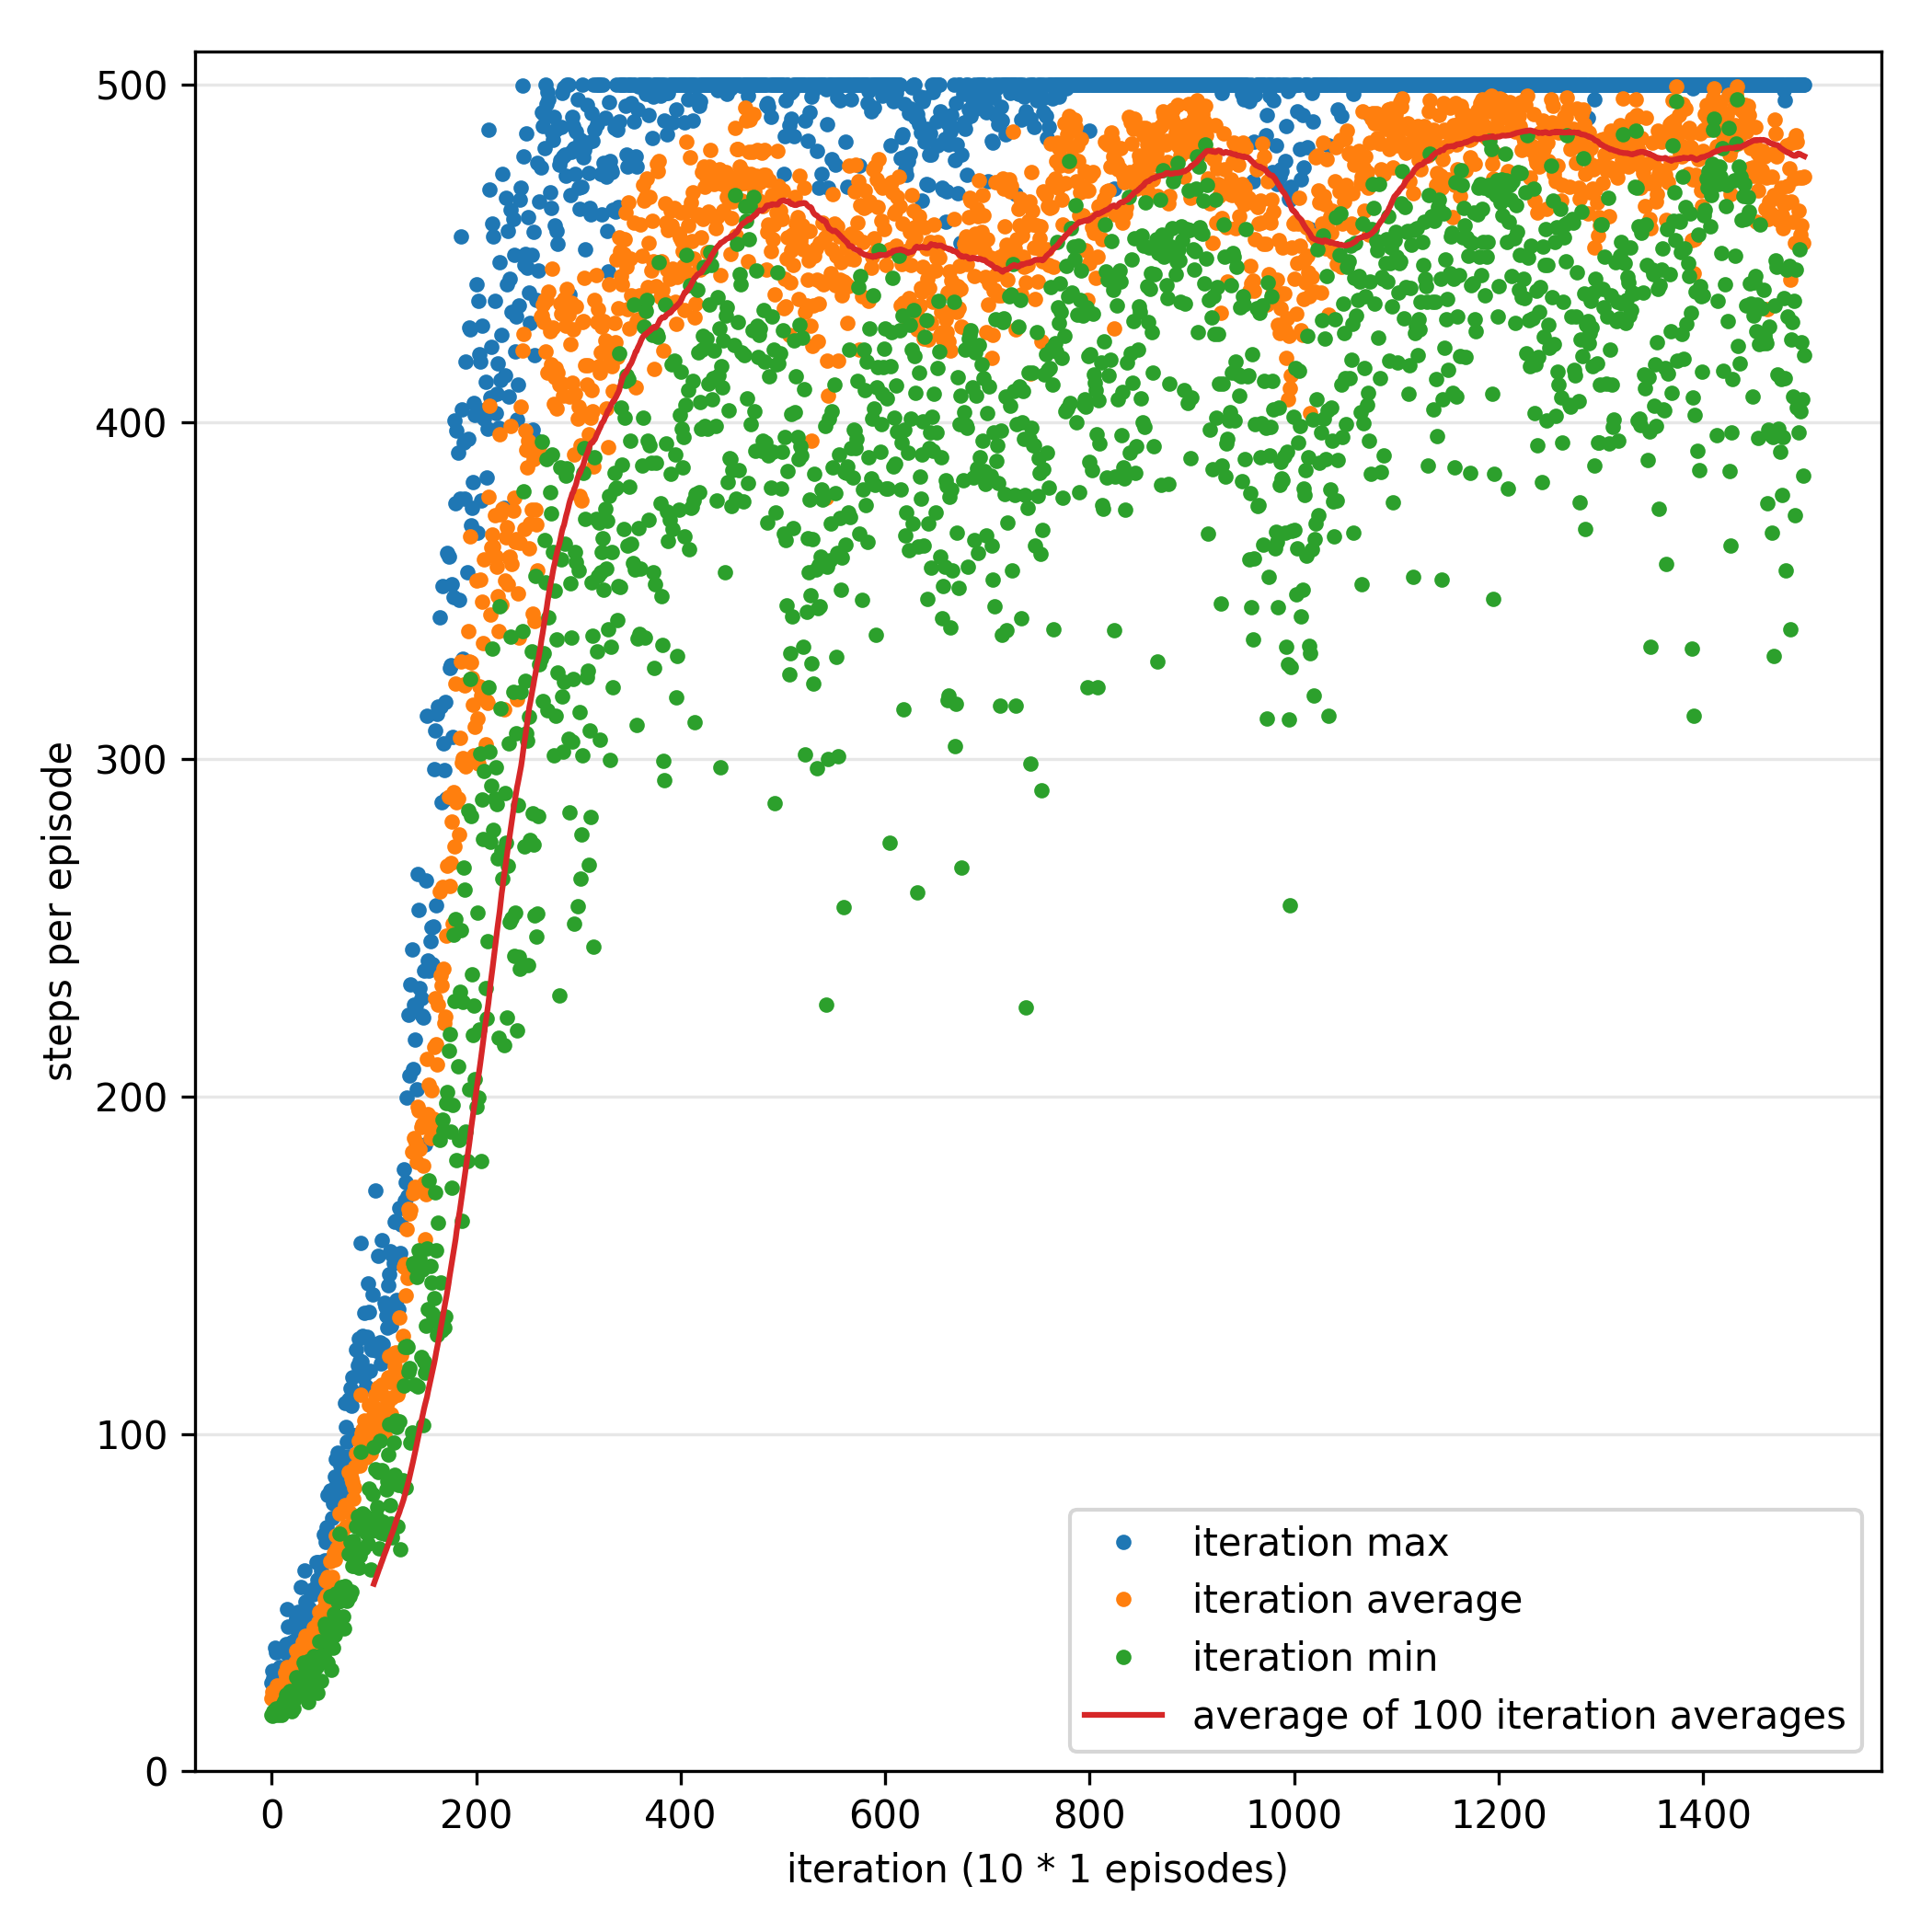 500
400
300
200
100
0
steps per episode
0 200 400 600 800 1000 1200 1400
iteration (10 * 1 episodes)
iteration max
iteration average
iteration min
average of 100 iteration averages